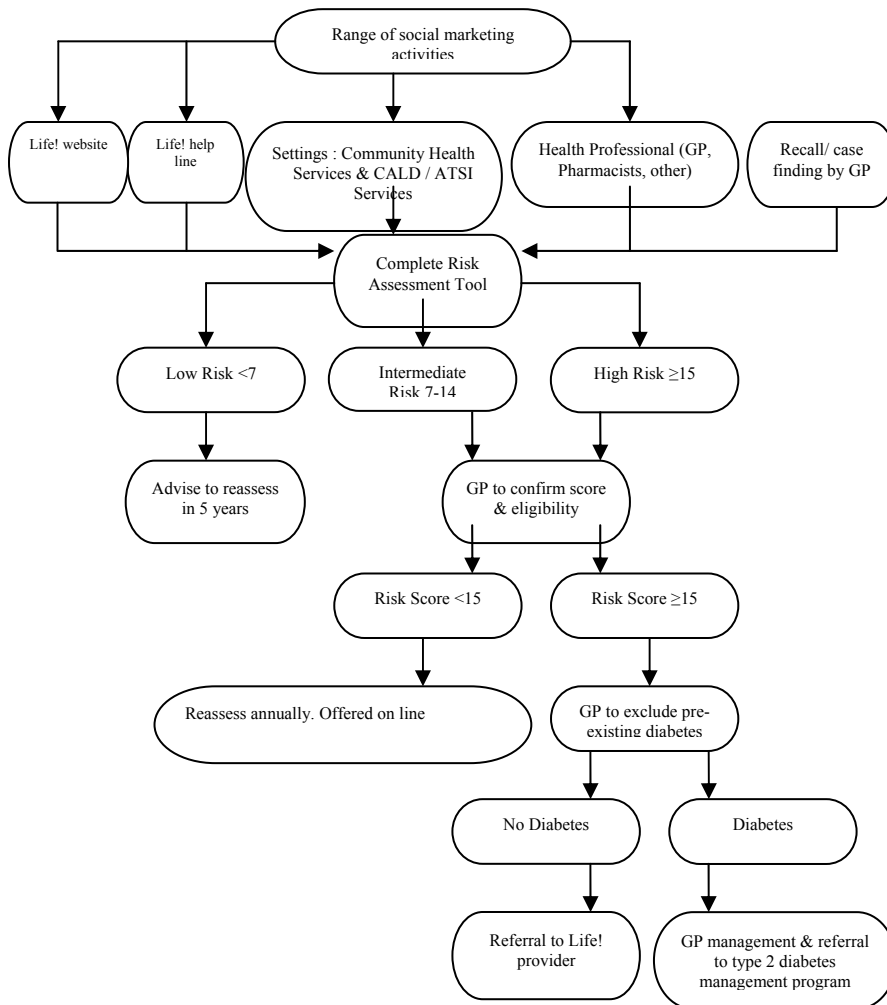 Range of social marketing
activities
Life! website
Life! help
line
Settings : Community Health
Services & CALD / ATSI
Services
Health Professional (GP,
Pharmacists, other)
Recall/ case
finding by GP
Complete Risk
Assessment Tool
Low Risk <7
Intermediate
Risk 7-14
High Risk ≥15
Advise to reassess
in 5 years
GP to confirm score
& eligibility
Risk Score <15
Risk Score ≥15
Reassess annually. Offered on line
GP to exclude pre-
existing diabetes
No Diabetes
Diabetes
Referral to Life!
provider
GP management & referral
to type 2 diabetes
management program